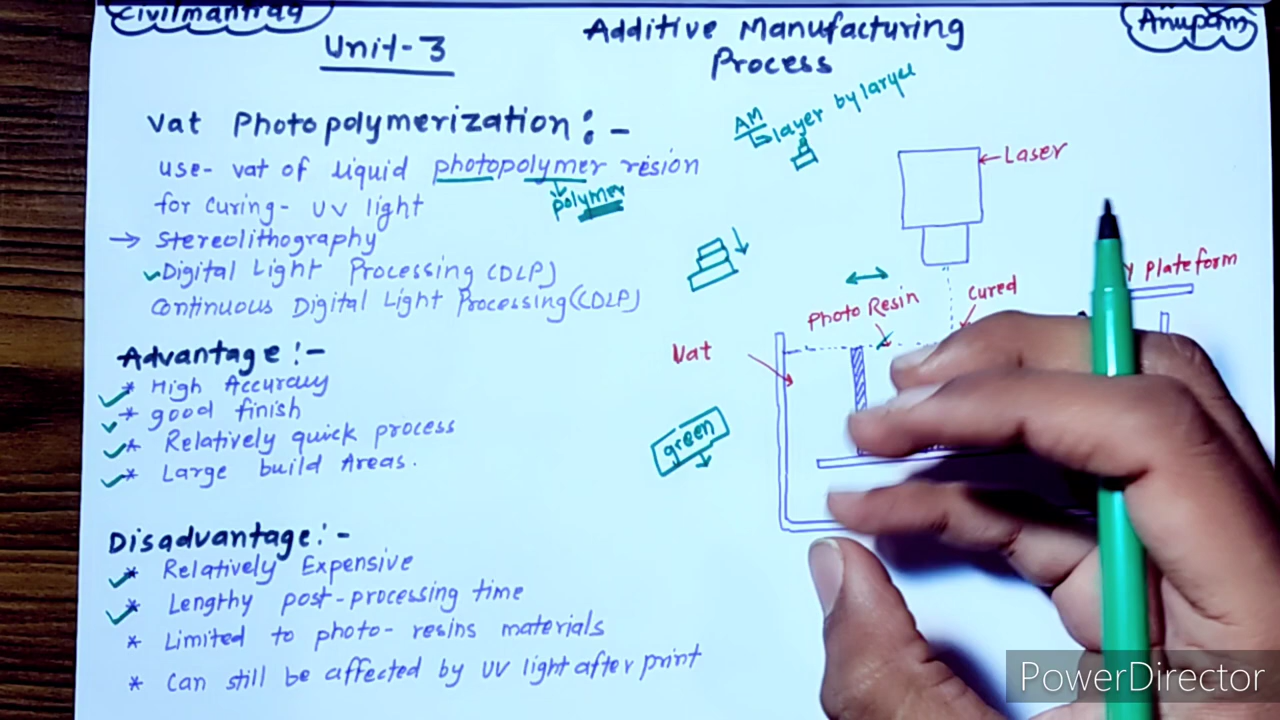 Civilmantraa
Anupam
Additive Manufacturing
Process
Unit-3
AM
layer by laryer
Vat Photopolymerization:-
use- vat of liquid photopolymer resion
polymer
for curing- UV light
→ stereolithography
Digital Light Processing (DLP)
Continuous Digital Light Processing (CDLP)
Laser
Plateform
Cured
Photo Resin
Vat
green
Advantage:-
* High Accuracy
* good finish
* Relatively quick process
* Large build Areas.
Disadvantage:-
* Relatively Expensive
* Lengthy post-processing time
* Limited to photo-resins materials
* Can still be affected by UV light after print
PowerDirector